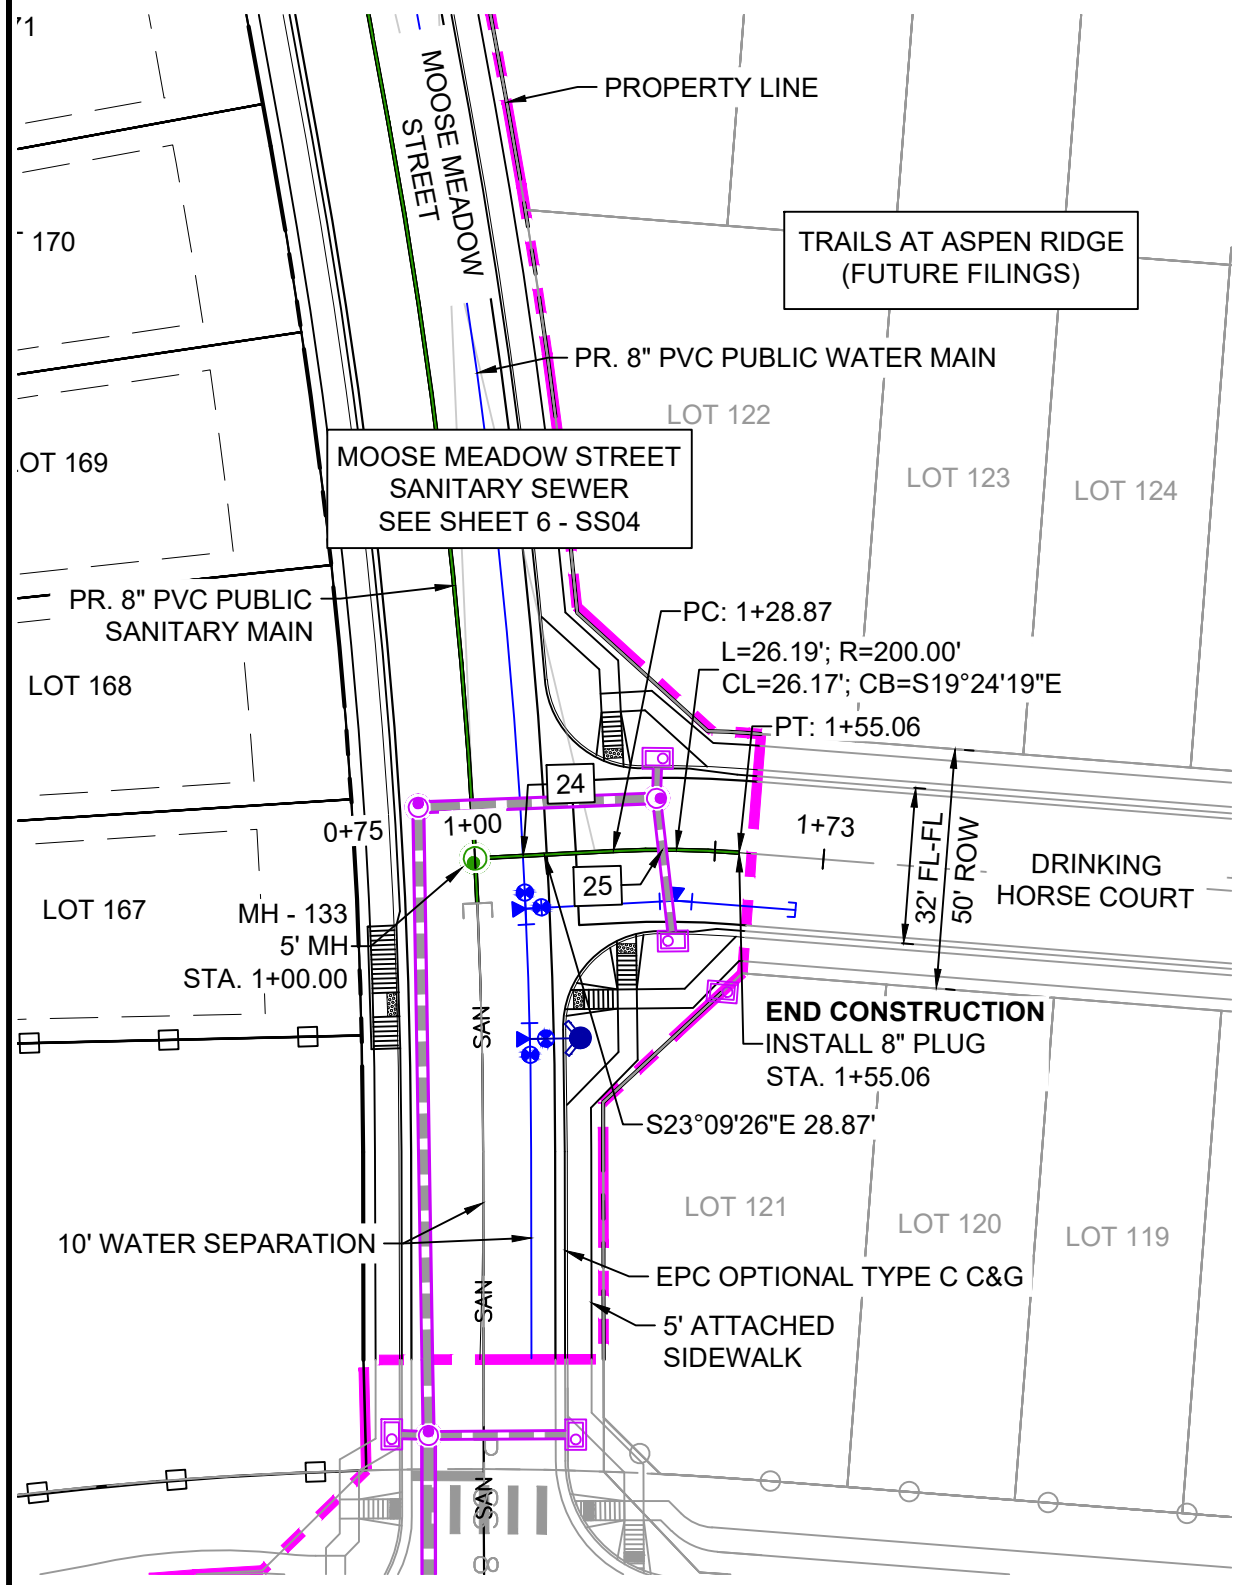 71
MOOSE MEADOW
STREET
PROPERTY LINE
170
TRAILS AT ASPEN RIDGE
(FUTURE FILINGS)
PR. 8" PVC PUBLIC WATER MAIN
LOT 122
OT 169
MOOSE MEADOW STREET
SANITARY SEWER
SEE SHEET 6 - SS04
LOT 123
LOT 124
PR. 8" PVC PUBLIC
SANITARY MAIN
PC: 1+28.87
L=26.19'; R=200.00'
CL=26.17'; CB=S19°24'19"E
LOT 168
PT: 1+55.06
24
0+75
1+00
1+73
32' FL-FL
50' ROW
DRINKING
HORSE COURT
25
LOT 167
MH - 133
5' MH
STA. 1+00.00
END CONSTRUCTION
INSTALL 8" PLUG
STA. 1+55.06
SAN
S23°09'26"E 28.87'
LOT 121
LOT 120
LOT 119
10' WATER SEPARATION
EPC OPTIONAL TYPE C C&G
SAN
5' ATTACHED
SIDEWALK
SAN